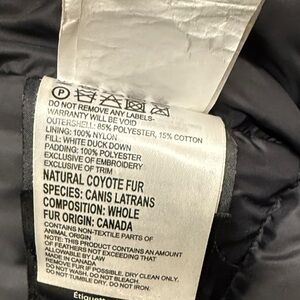 P
DO NOT REMOVE ANY LABELS-
WARRANTY WILL BE VOID
OUTERSHELL: 85% POLYESTER, 15% COTTON
LINING: 100% NYLON
FILL: WHITE DUCK DOWN
PADDING: 100% POLYESTER
EXCLUSIVE OF TRIM
EXCLUSIVE OF EMBROIDERY
NATURAL COYOTE FUR
SPECIES: CANIS LATRANS
COMPOSITION: WHOLE
FUR ORIGIN: CANADA
CONTAINS NON-TEXTILE PARTS OF
ANIMAL ORIGIN
NOTE: THIS PRODUCT CONTAINS AN AMOUNT
OF FEATHERS NOT EXCEEDING THAT
ALLOWABLE BY LAW
MADE IN CANADA
REMOVE FUR IF POSSIBLE. DRY CLEAN ONLY.
DO NOT WASH. DO NOT BLEACH.
DO NOT TUMBLE DRY. DO NOT IRON.